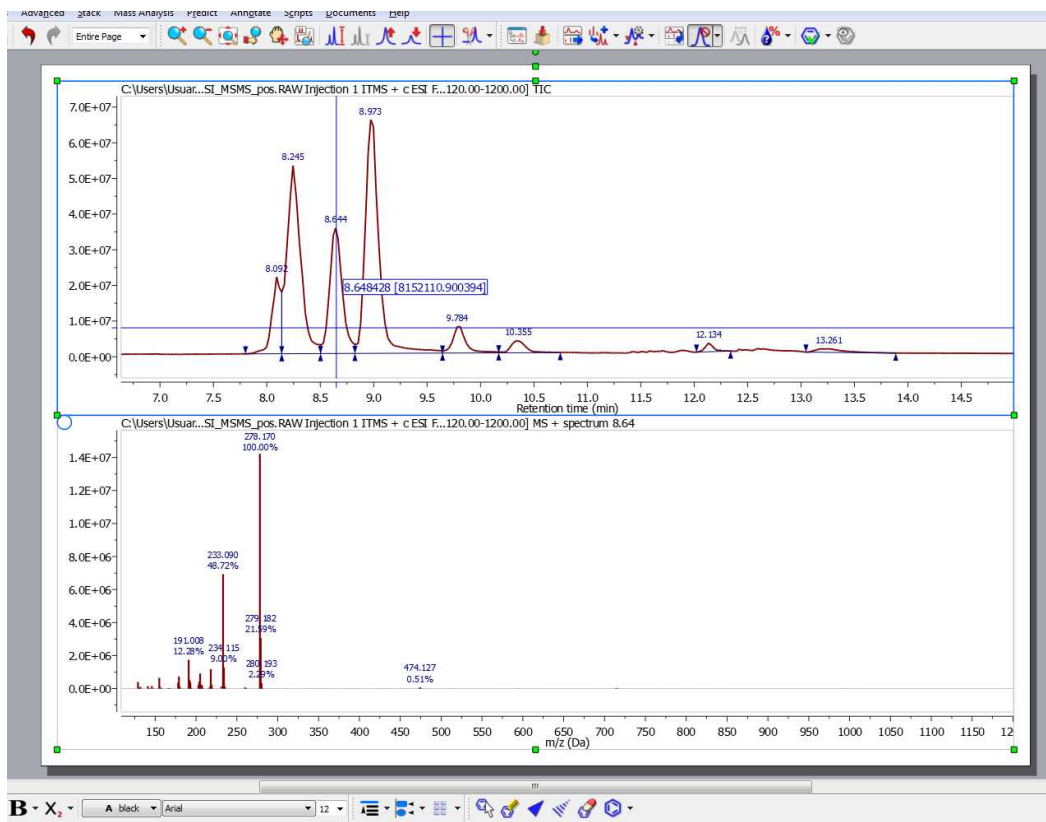 Advanced Stack Mass Analysis Predict Annotate Scripts Documents Help
Entire Page
C:\Users\Usuar...SI_MSMS_pos.RAW Injection 1 ITMS + c ESI F...120.00-1200.00] TIC
7.0E+07
6.0E+07
5.0E+07
4.0E+07
3.0E+07
2.0E+07
1.0E+07
0.0E+00
8.973
8.245
8.644
8.092
8.648428 [8152110.900394]
9.784
10.355
12.134
13.261
7.0 7.5 8.0 8.5 9.0 9.5 10.0 10.5 11.0 11.5 12.0 12.5 13.0 13.5 14.0 14.5
Retention time (min)
C:\Users\Usuar...SI_MSMS_pos.RAW Injection 1 ITMS + c ESI F...120.00-1200.00] MS + spectrum 8.64
1.4E+07
1.2E+07
1.0E+07
8.0E+06
6.0E+06
4.0E+06
2.0E+06
0.0E+00
278.170
100.00%
233.090
48.72%
279.182
21.59%
191.008
12.28%
234.115
9.00%
280.193
2.29%
474.127
0.51%
150 200 250 300 350 400 450 500 550 600 650 700 750 800 850 900 950 1000 1050 1100 1150 12
m/z (Da)
B X2 A black Arial 12